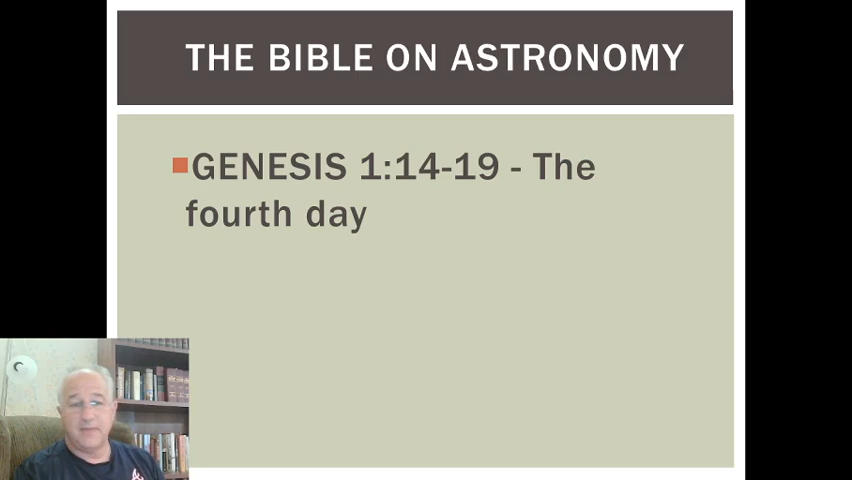 THE BIBLE ON ASTRONOMY
GENESIS 1:14-19 - The
fourth day